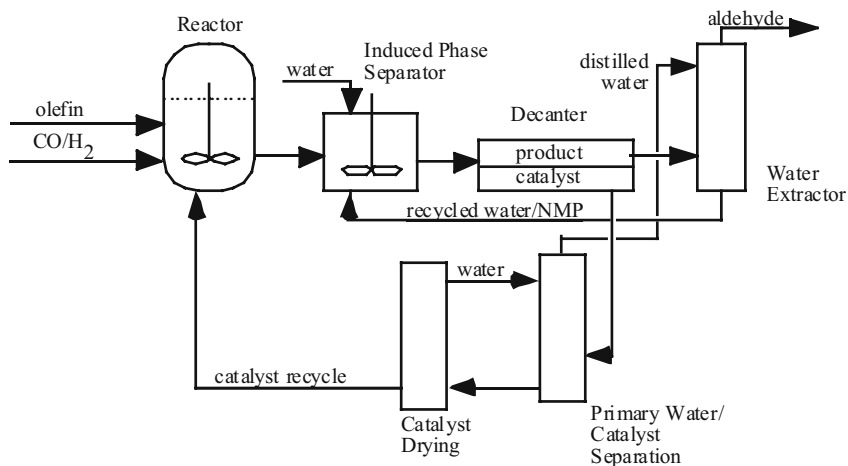 Reactor
aldehyde
Induced Phase
Separator
water
distilled
water
olefin
CO/H2
Decanter
product
catalyst
Water
Extractor
recycled water/NMP
water
catalyst recycle
Catalyst
Drying
Primary Water/
Catalyst
Separation